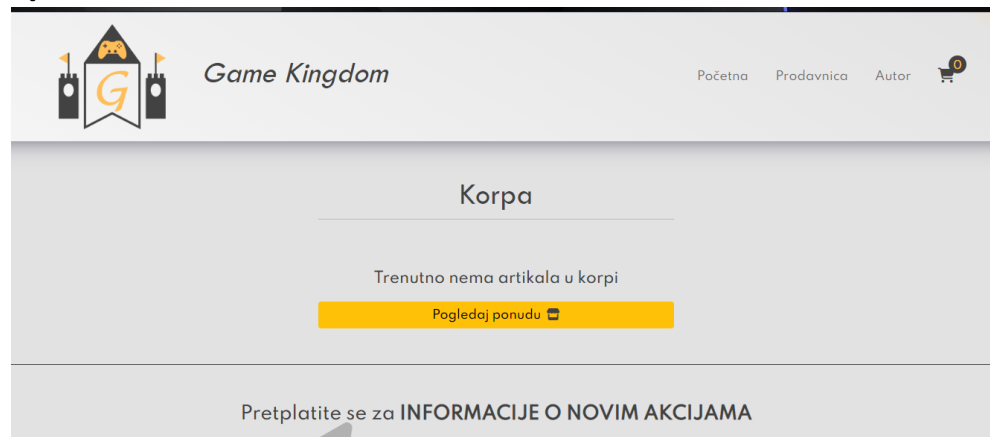 G
Game Kingdom
Početna Prodavnica Autor 0
Korpa
Trenutno nema artikala u korpi
Pogledaj ponudu
Pretplatite se za INFORMACIJE O NOVIM AKCIJAMA